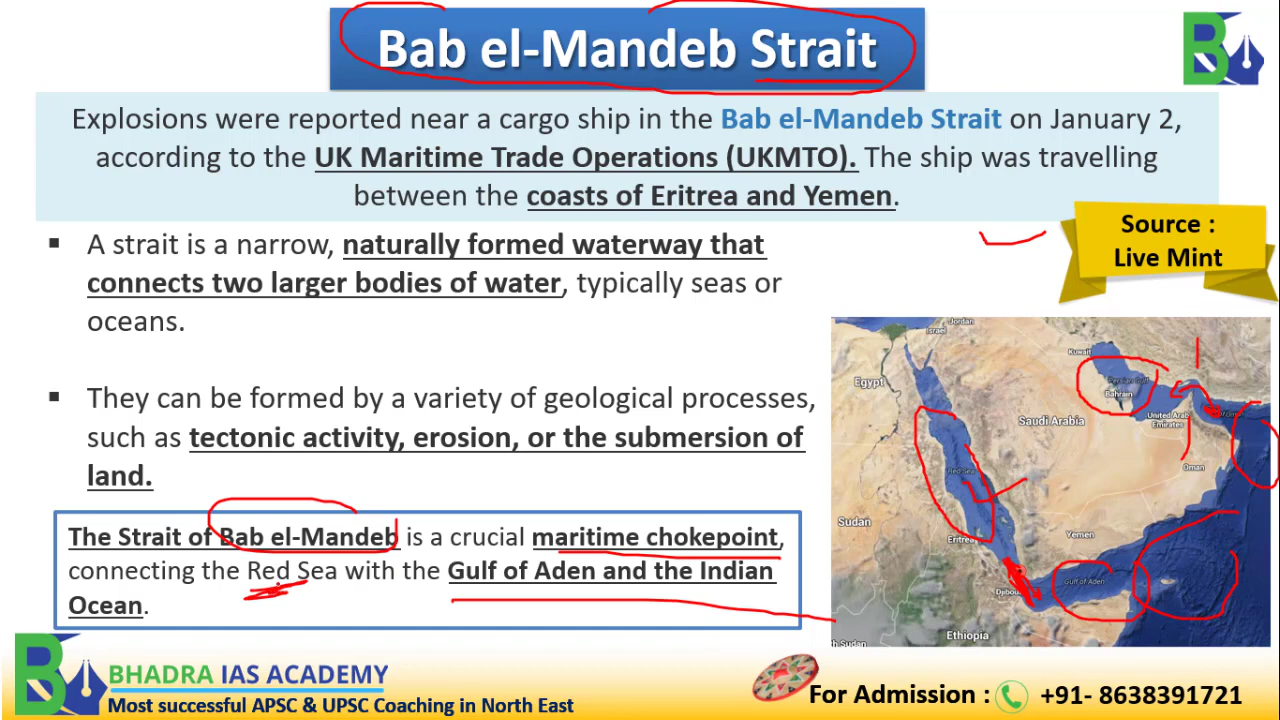 Bab el-Mandeb Strait
Explosions were reported near a cargo ship in the Bab el-Mandeb Strait on January 2,
according to the UK Maritime Trade Operations (UKMTO). The ship was travelling
between the coasts of Eritrea and Yemen.
▪ A strait is a narrow, naturally formed waterway that
connects two larger bodies of water, typically seas or
oceans.
Source :
Live Mint
▪ They can be formed by a variety of geological processes,
such as tectonic activity, erosion, or the submersion of
land.
The Strait of Bab el-Mandeb is a crucial maritime chokepoint,
connecting the Red Sea with the Gulf of Aden and the Indian
Ocean.
Jordan
Israel
Kuwait
Egypt
Persian Gulf
Bahrain
United Arab
Emirates
Saudi Arabia
Oman
Red Sea
Sudan
Eritrea
Yemen
Gulf of Aden
Djibouti
Ethiopia
th Sudan
BHADRA IAS ACADEMY
Most successful APSC & UPSC Coaching in North East
For Admission : +91- 8638391721